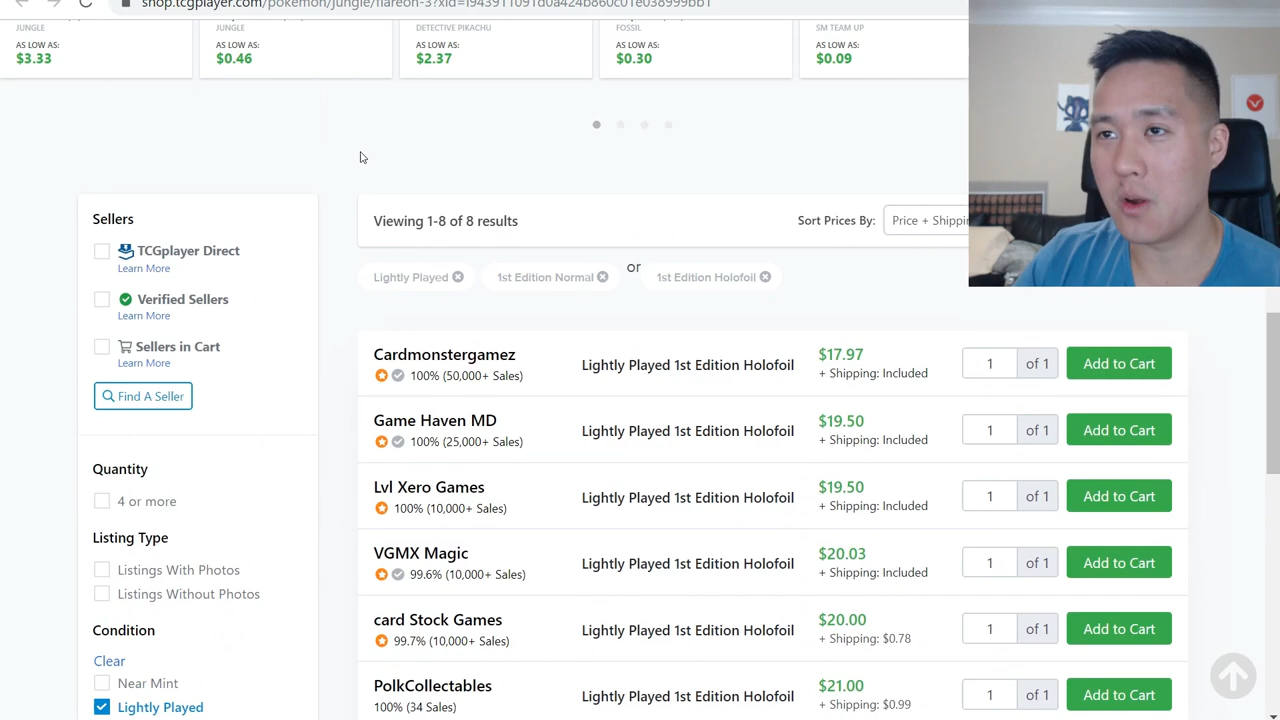 shop.tcgplayer.com/pokemon/jungle/flareon-3?xid=i943911091d0a424b860c01e038999bb1
JUNGLE
JUNGLE
DETECTIVE PIKACHU
FOSSIL
SM TEAM UP
AS LOW AS:
AS LOW AS:
AS LOW AS:
AS LOW AS:
AS LOW AS:
$3.33
$0.46
$2.37
$0.30
$0.09
Sellers
TCGplayer Direct
Learn More
Verified Sellers
Learn More
Sellers in Cart
Learn More
Find A Seller
Quantity
4 or more
Listing Type
Listings With Photos
Listings Without Photos
Condition
Clear
Near Mint
Lightly Played
Viewing 1-8 of 8 results
Sort Prices By:
Price +
Lightly Played
1st Edition Normal
or
1st Edition Holofoil
Cardmonstergamez
100% (50,000+ Sales)
Lightly Played 1st Edition Holofoil
$17.97
+ Shipping: Included
1 of 1
Add to Cart
Game Haven MD
100% (25,000+ Sales)
Lightly Played 1st Edition Holofoil
$19.50
+ Shipping: Included
1 of 1
Add to Cart
Lvl Xero Games
100% (10,000+ Sales)
Lightly Played 1st Edition Holofoil
$19.50
+ Shipping: Included
1 of 1
Add to Cart
VGMX Magic
99.6% (10,000+ Sales)
Lightly Played 1st Edition Holofoil
$20.03
+ Shipping: Included
1 of 1
Add to Cart
card Stock Games
99.7% (10,000+ Sales)
Lightly Played 1st Edition Holofoil
$20.00
+ Shipping: $0.78
1 of 1
Add to Cart
PolkCollectables
100% (34 Sales)
Lightly Played 1st Edition Holofoil
$21.00
+ Shipping: $0.99
1 of 1
Add to Cart